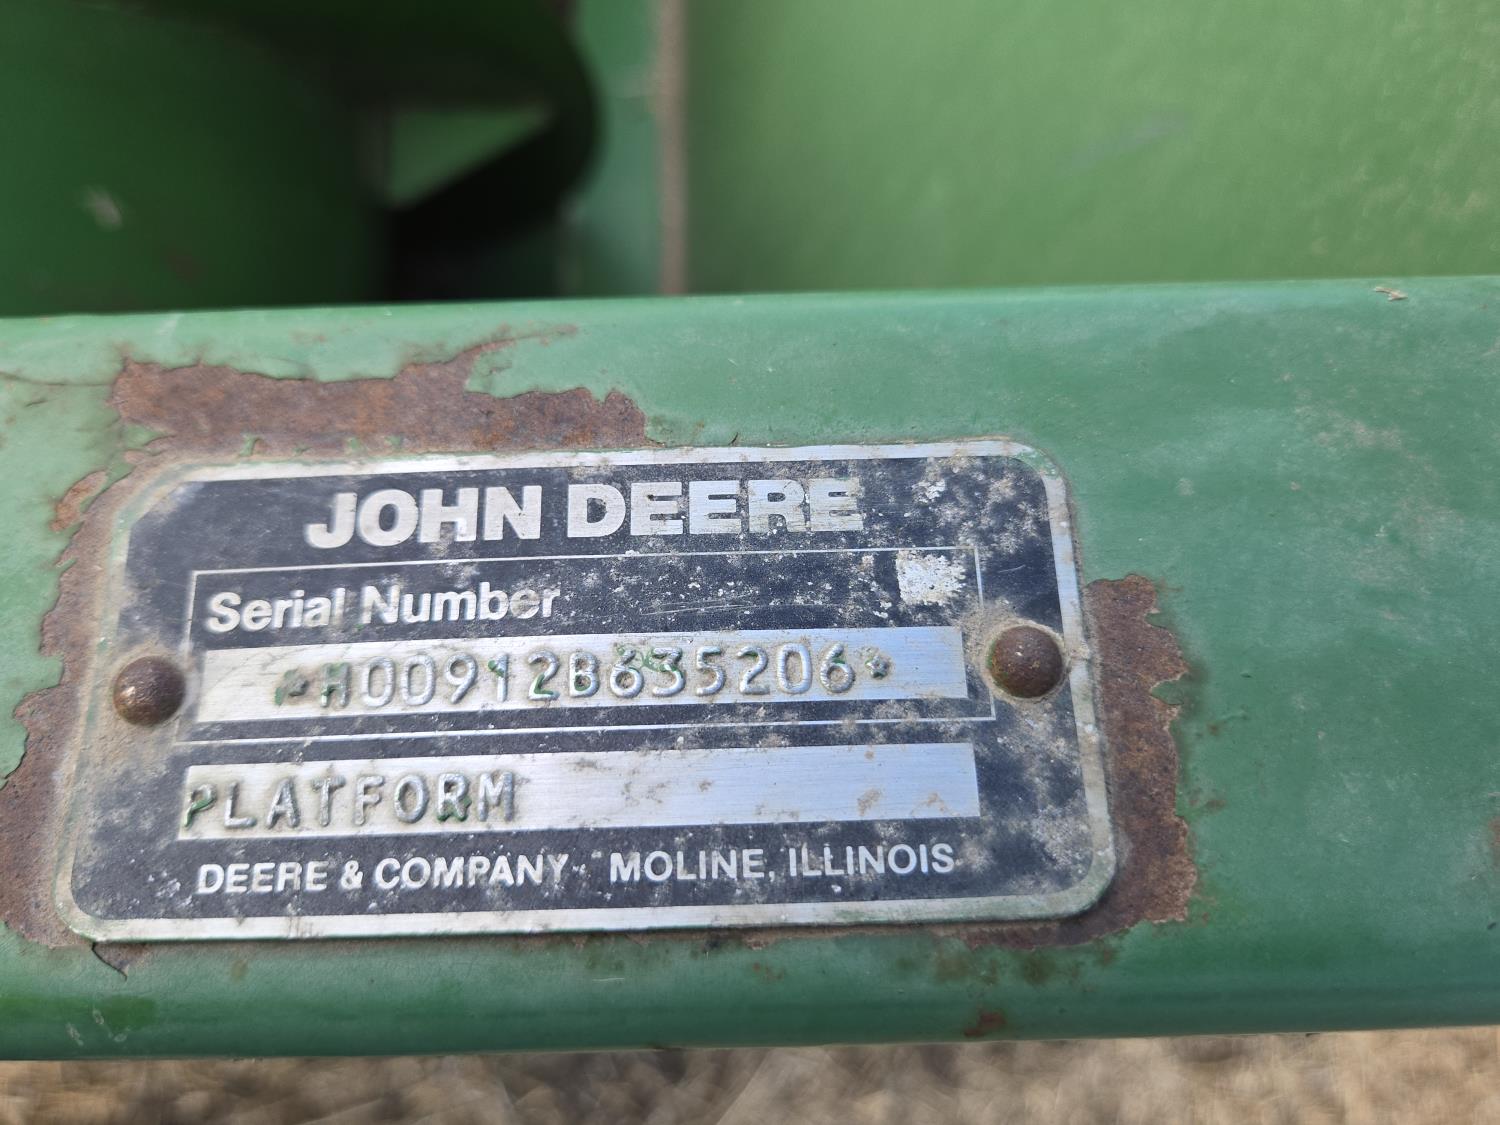 JOHN DEERE
Serial Number
*H00912B635206*
PLATFORM
DEERE & COMPANY MOLINE, ILLINOIS